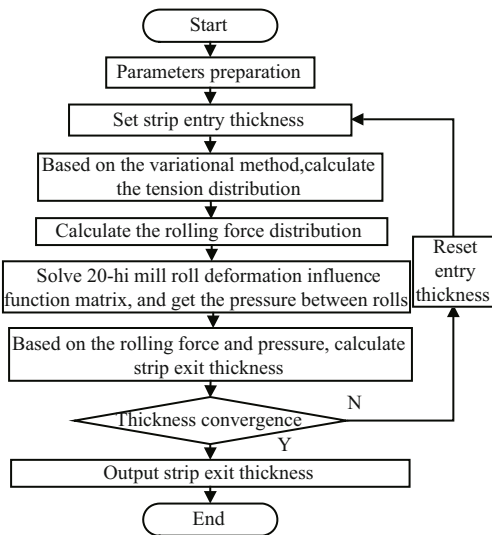 Start
Parameters preparation
Set strip entry thickness
Based on the variational method,calculate
the tension distribution
Calculate the rolling force distribution
Solve 20-hi mill roll deformation influence
function matrix, and get the pressure between rolls
Based on the rolling force and pressure, calculate
strip exit thickness
Thickness convergence
N
Y
Reset
entry
thickness
Output strip exit thickness
End